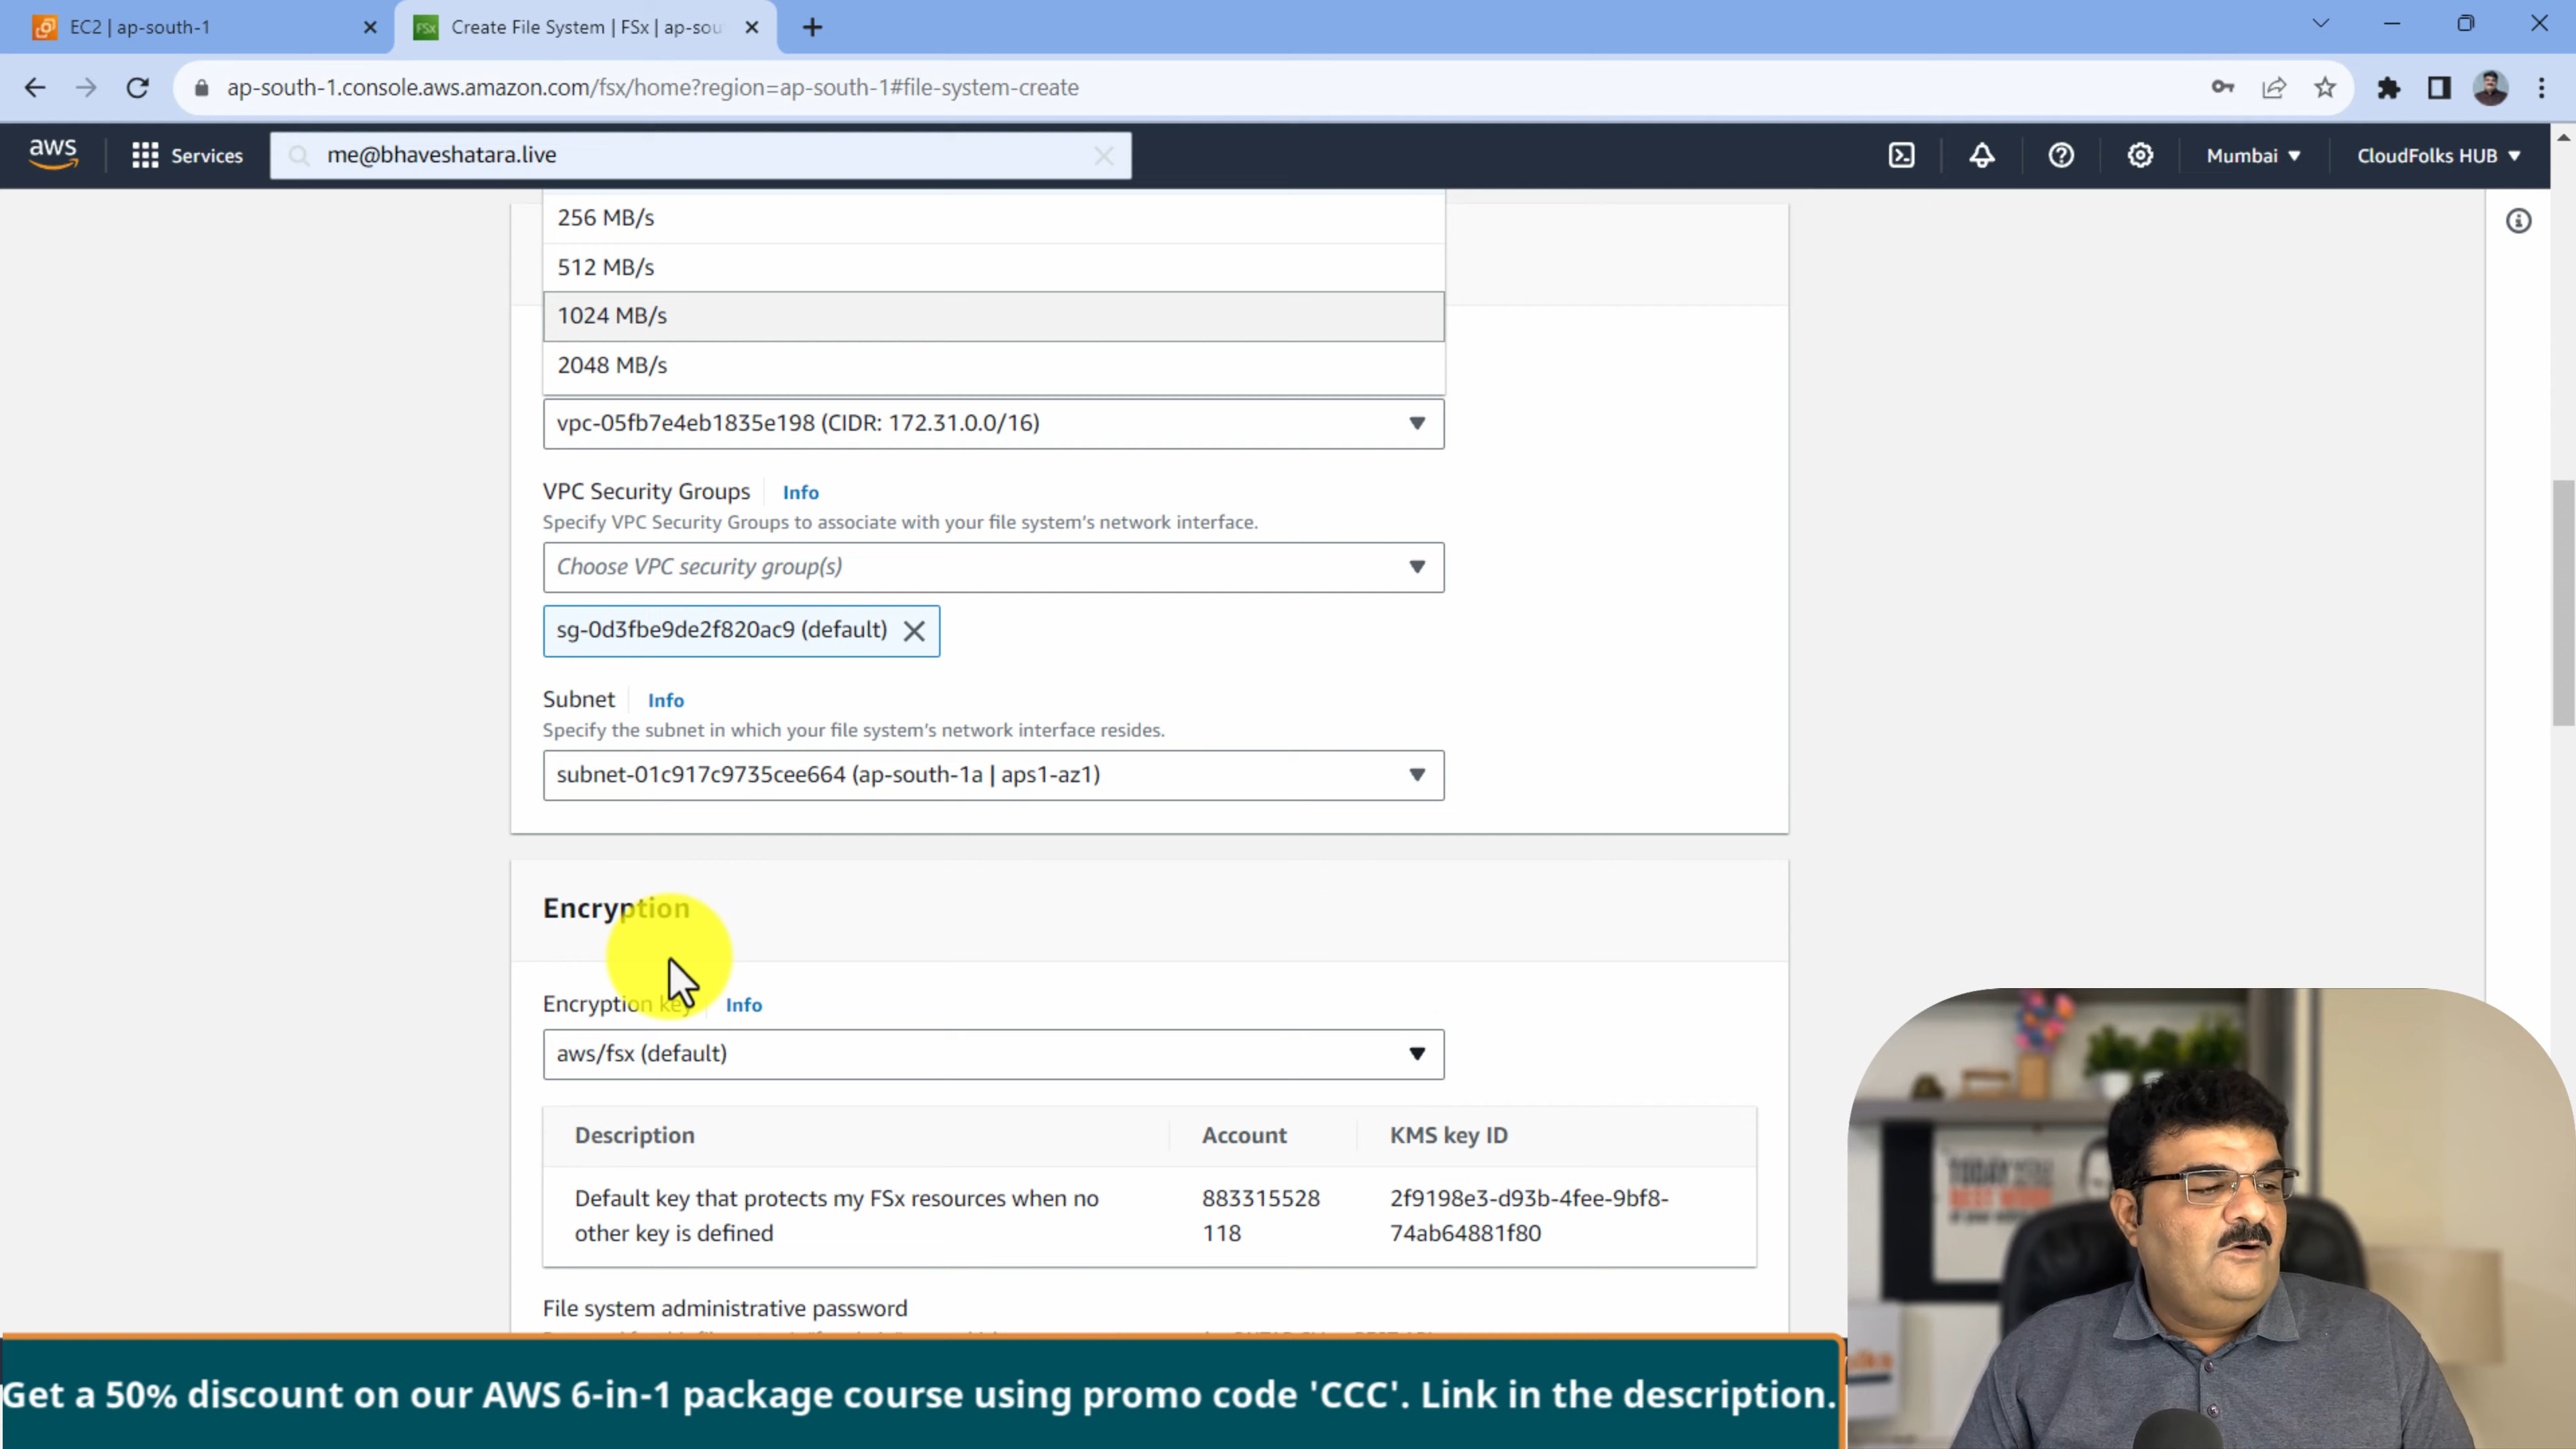 EC2 | ap-south-1
FSx
Create File System | FSx | ap-sou
ap-south-1.console.aws.amazon.com/fsx/home?region=ap-south-1#file-system-create
aws
Services
me@bhaveshatara.live
Mumbai
CloudFolks HUB
256 MB/s
512 MB/s
1024 MB/s
2048 MB/s
vpc-05fb7e4eb1835e198 (CIDR: 172.31.0.0/16)
VPC Security Groups Info
Specify VPC Security Groups to associate with your file system's network interface.
Choose VPC security group(s)
sg-0d3fbe9de2f820ac9 (default)
Subnet Info
Specify the subnet in which your file system's network interface resides.
subnet-01c917c9735cee664 (ap-south-1a | aps1-az1)
Encryption
Encryption key Info
aws/fsx (default)
Description Account KMS key ID
Default key that protects my FSx resources when no 883315528 2f9198e3-d93b-4fee-9bf8-
other key is defined 118 74ab64881f80
File system administrative password
Get a 50% discount on our AWS 6-in-1 package course using promo code 'CCC'. Link in the description.